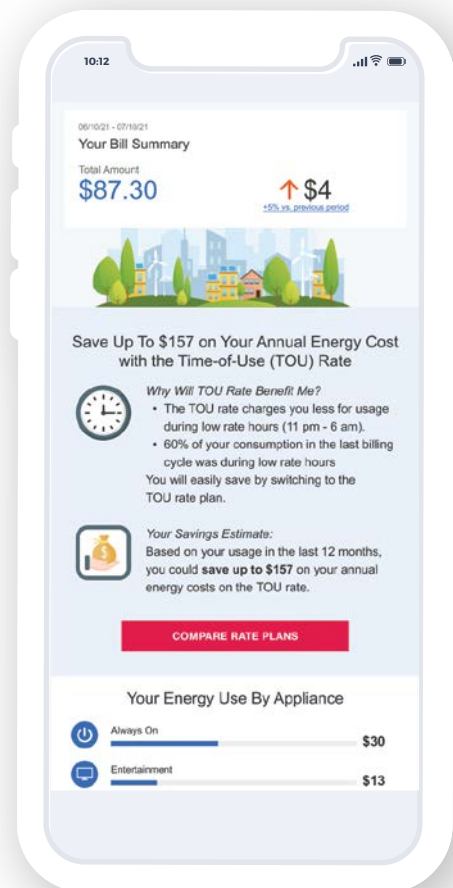 10:12
06/10/21 - 07/10/21
Your Bill Summary
Total Amount
$87.30
$4
+5% vs. previous period
Save Up To $157 on Your Annual Energy Cost
with the Time-of-Use (TOU) Rate
Why Will TOU Rate Benefit Me?
• The TOU rate charges you less for usage
during low rate hours (11 pm - 6 am).
• 60% of your consumption in the last billing
cycle was during low rate hours
You will easily save by switching to the
TOU rate plan.
Your Savings Estimate:
Based on your usage in the last 12 months,
you could save up to $157 on your annual
energy costs on the TOU rate.
COMPARE RATE PLANS
Your Energy Use By Appliance
Always On
$30
Entertainment
$13